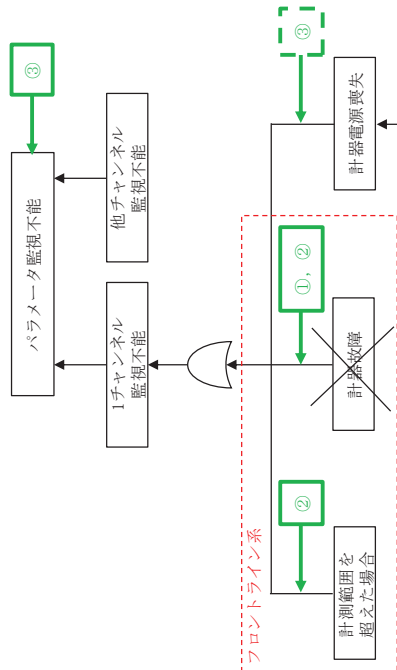 ③
パラメータ監視不能
1チャンネル
監視不能
他チャンネル
監視不能
フロントライン系
②
①，②
③
計測範囲を
超えた場合
計器故障
計器電源喪失